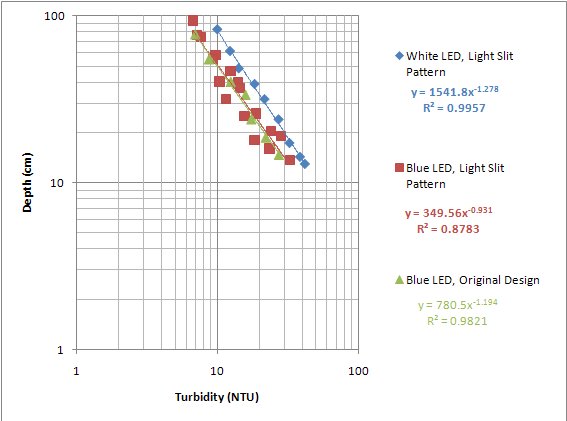 100
10
1
Depth (cm)
1
10
100
Turbidity (NTU)
White LED, Light Slit
Pattern
y = 1541.8x^-1.278
R² = 0.9957
Blue LED, Light Slit
Pattern
y = 349.56x^-0.931
R² = 0.8783
Blue LED, Original Design
y = 780.5x^-1.194
R² = 0.9821